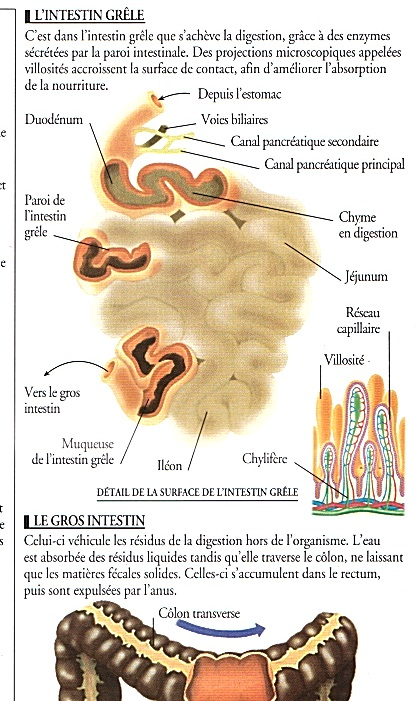 L'INTESTIN GRÊLE
C'est dans l'intestin grêle que s'achève la digestion, grâce à des enzymes
sécrétées par la paroi intestinale. Des projections microscopiques appelées
villosités accroissent la surface de contact, afin d'améliorer l'absorption
de la nourriture.
Depuis l'estomac
Duodénum
Voies biliaires
Canal pancréatique secondaire
Canal pancréatique principal
Paroi de
l'intestin
grêle
Chyme
en digestion
Jéjunum
Réseau
capillaire
Villosité
Vers le gros
intestin
Muqueuse
de l'intestin grêle
Iléon
Chylifère
DÉTAIL DE LA SURFACE DE L'INTESTIN GRÊLE
LE GROS INTESTIN
Celui-ci véhicule les résidus de la digestion hors de l'organisme. L'eau
est absorbée des résidus liquides tandis qu'elle traverse le côlon, ne laissant
que les matières fécales solides. Celles-ci s'accumulent dans le rectum,
puis sont expulsées par l'anus.
Côlon transverse